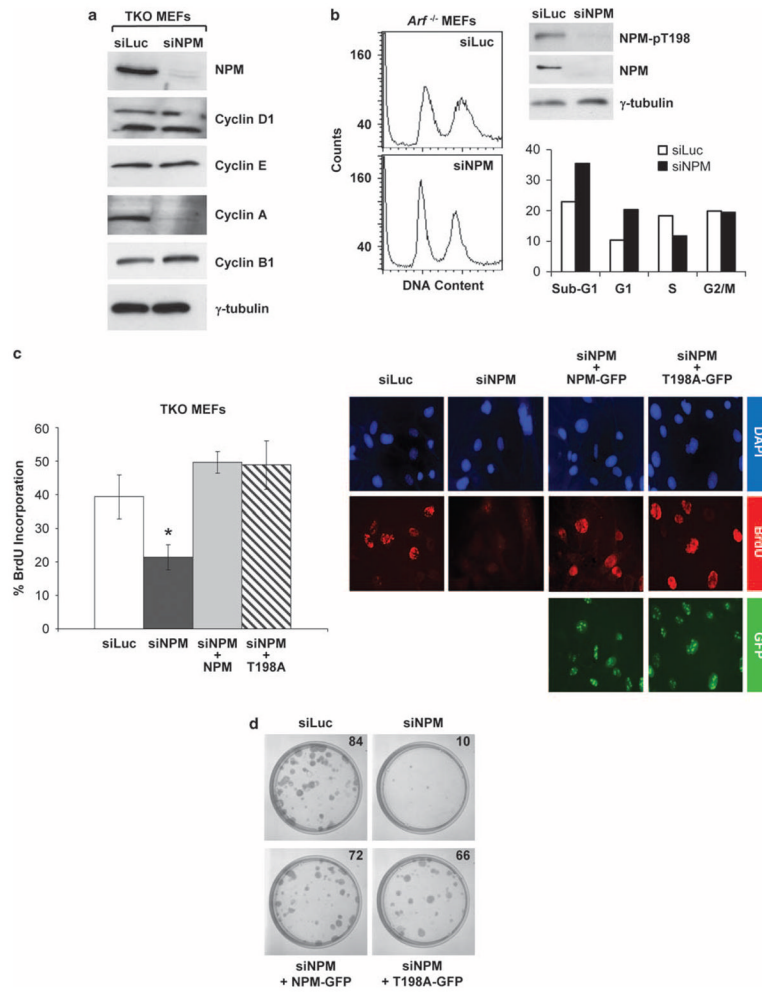 a
TKO MEFs
siLuc siNPM
NPM
Cyclin D1
Cyclin E
Cyclin A
Cyclin B1
γ-tubulin
b
Arf -/- MEFs
siLuc
160
40
siNPM
160
40
Counts
DNA Content
siLuc siNPM
NPM-pT198
NPM
γ-tubulin
siLuc
siNPM
40
30
20
10
0
Sub-G1 G1 S G2/M
c
TKO MEFs
% BrdU Incorporation
60
50
40
30
20
10
0
*
siLuc
siNPM
siNPM + NPM
siNPM + T198A
siLuc
siNPM
siNPM + NPM-GFP
siNPM + T198A-GFP
DAPI
BrdU
GFP
d
siLuc
siNPM
84
10
72
66
siNPM + NPM-GFP
siNPM + T198A-GFP